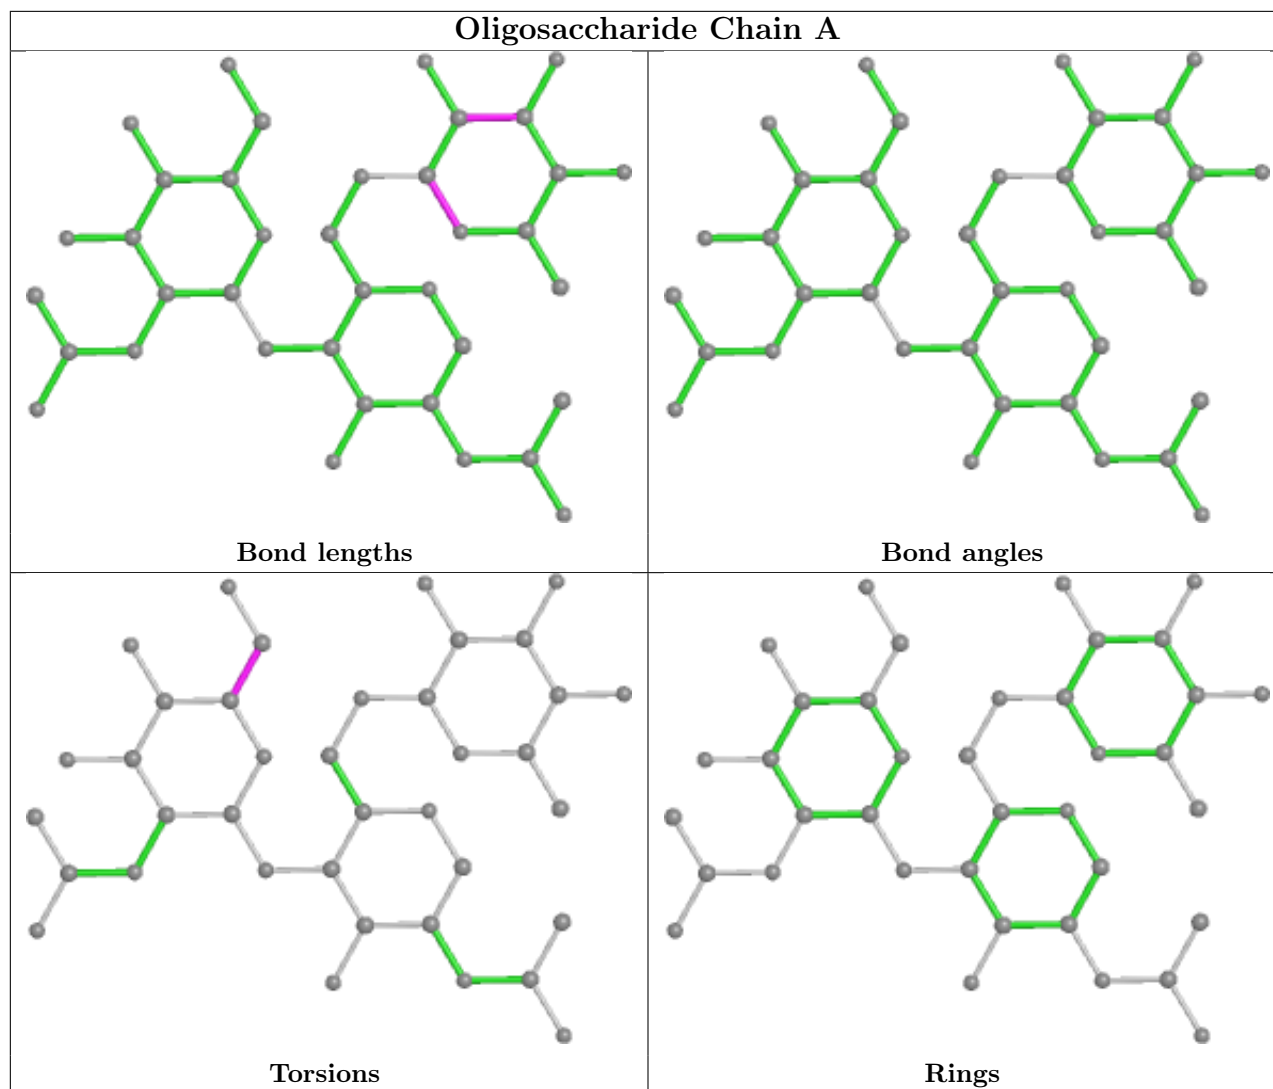 Oligosaccharide Chain A
Bond lengths
Bond angles
Torsions
Rings